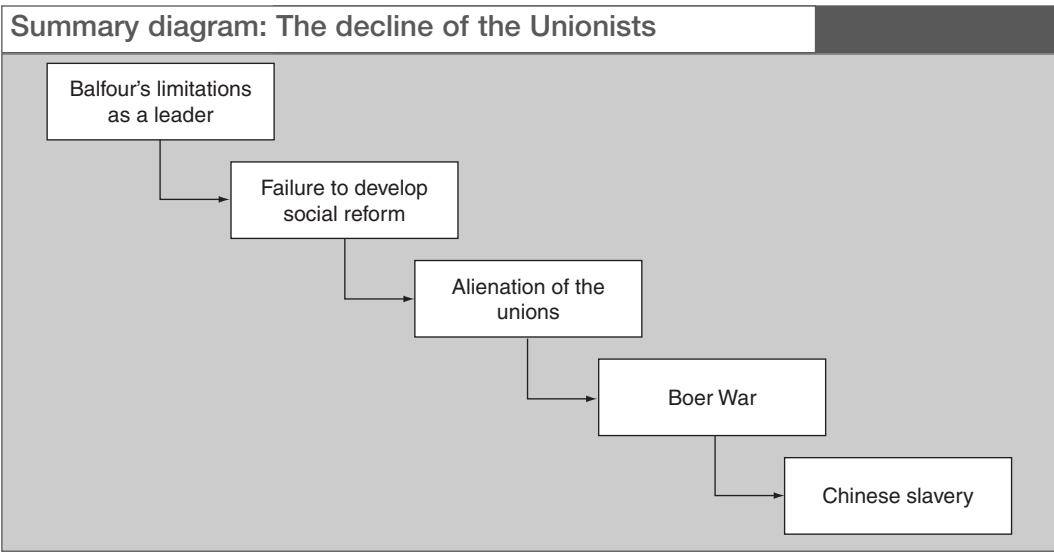 Summary diagram: The decline of the Unionists
Balfour’s limitations
as a leader
Failure to develop
social reform
Alienation of the
unions
Boer War
Chinese slavery